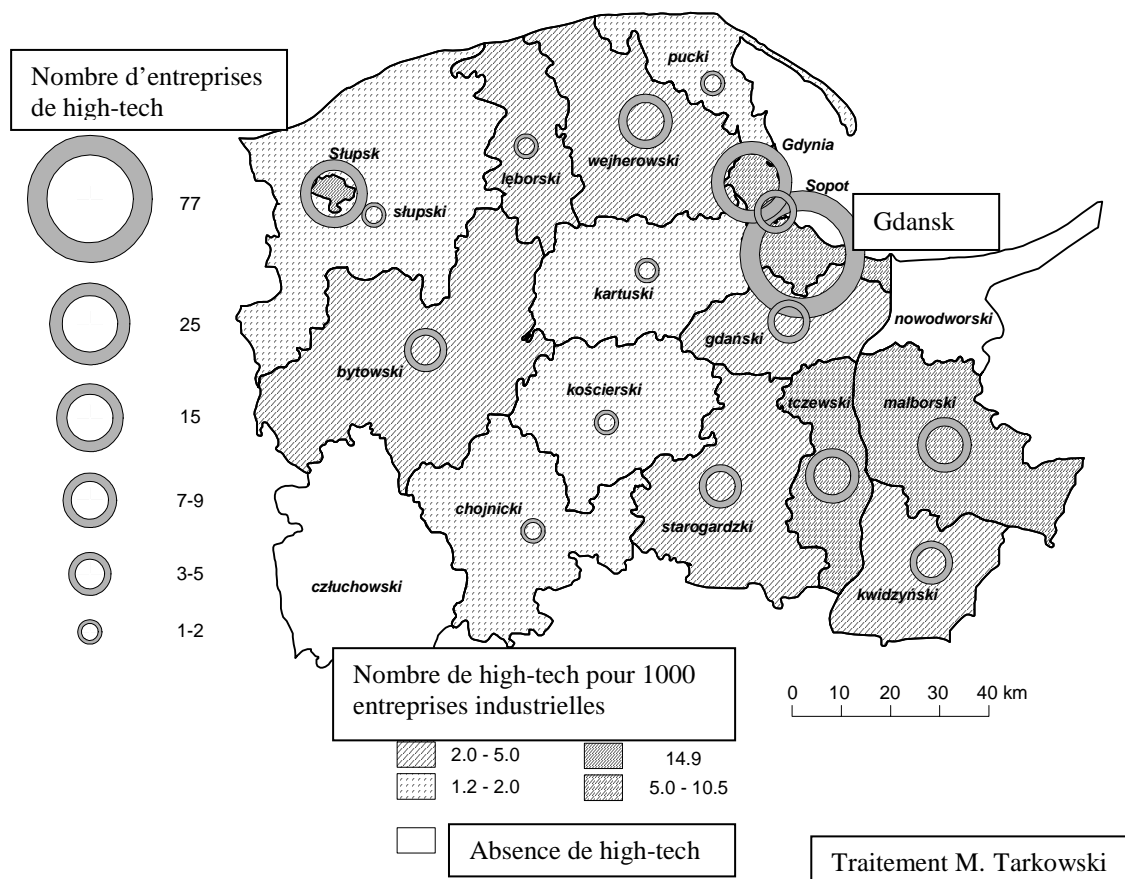 Nombre d'entreprises
de high-tech
77
25
15
7-9
3-5
1-2
pucki
Gdynia
Słupsk
wejherowski
lęborski
Sopot
słupski
Gdansk
kartuski
nowodworski
gdański
bytowski
kościerski
tczewski
malborski
chojnicki
starogardzki
człuchowski
kwidzyński
Nombre de high-tech pour 1000
entreprises industrielles
0 10 20 30 40 km
2.0 - 5.0
14.9
1.2 - 2.0
5.0 - 10.5
Absence de high-tech
Traitement M. Tarkowski